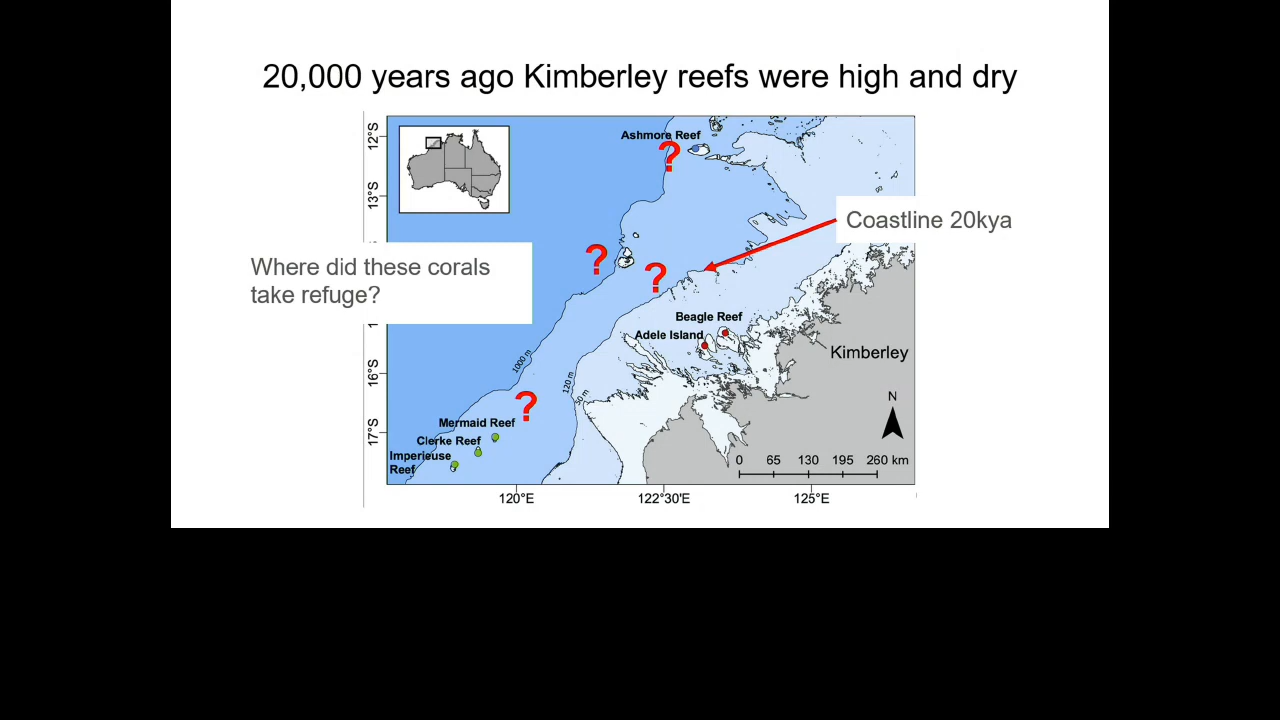 20,000 years ago Kimberley reefs were high and dry
12°S
Ashmore Reef
?
13°S
Coastline 20kya
Where did these corals
take refuge?
?
?
Beagle Reef
Adele Island
Kimberley
1000 m
120 m
50 m
16°S
N
?
Mermaid Reef
Clerke Reef
Imperieuse
Reef
17°S
0 65 130 195 260 km
120°E 122°30'E 125°E